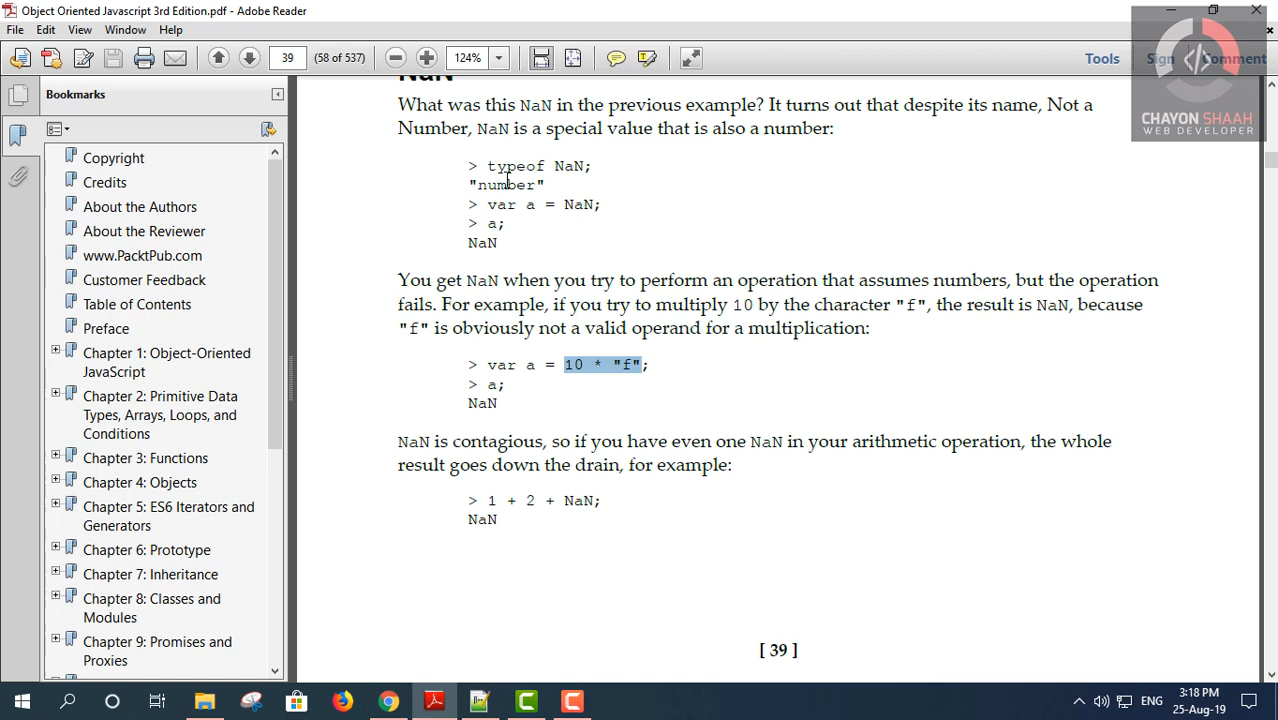 Object Oriented Javascript 3rd Edition.pdf - Adobe Reader
File Edit View Window Help
39 (58 of 537) 124% Tools Sign Comment
CHAYON SHAAH
WEB DEVELOPER
Bookmarks
Copyright
Credits
About the Authors
About the Reviewer
www.PacktPub.com
Customer Feedback
Table of Contents
Preface
Chapter 1: Object-Oriented
JavaScript
Chapter 2: Primitive Data
Types, Arrays, Loops, and
Conditions
Chapter 3: Functions
Chapter 4: Objects
Chapter 5: ES6 Iterators and
Generators
Chapter 6: Prototype
Chapter 7: Inheritance
Chapter 8: Classes and
Modules
Chapter 9: Promises and
Proxies
NaN
What was this NaN in the previous example? It turns out that despite its name, Not a
Number, NaN is a special value that is also a number:
> typeof NaN;
"number"
> var a = NaN;
> a;
NaN
You get NaN when you try to perform an operation that assumes numbers, but the operation
fails. For example, if you try to multiply 10 by the character "f", the result is NaN, because
"f" is obviously not a valid operand for a multiplication:
> var a = 10 * "f";
> a;
NaN
NaN is contagious, so if you have even one NaN in your arithmetic operation, the whole
result goes down the drain, for example:
> 1 + 2 + NaN;
NaN
[ 39 ]
ENG
3:18 PM
25-Aug-19